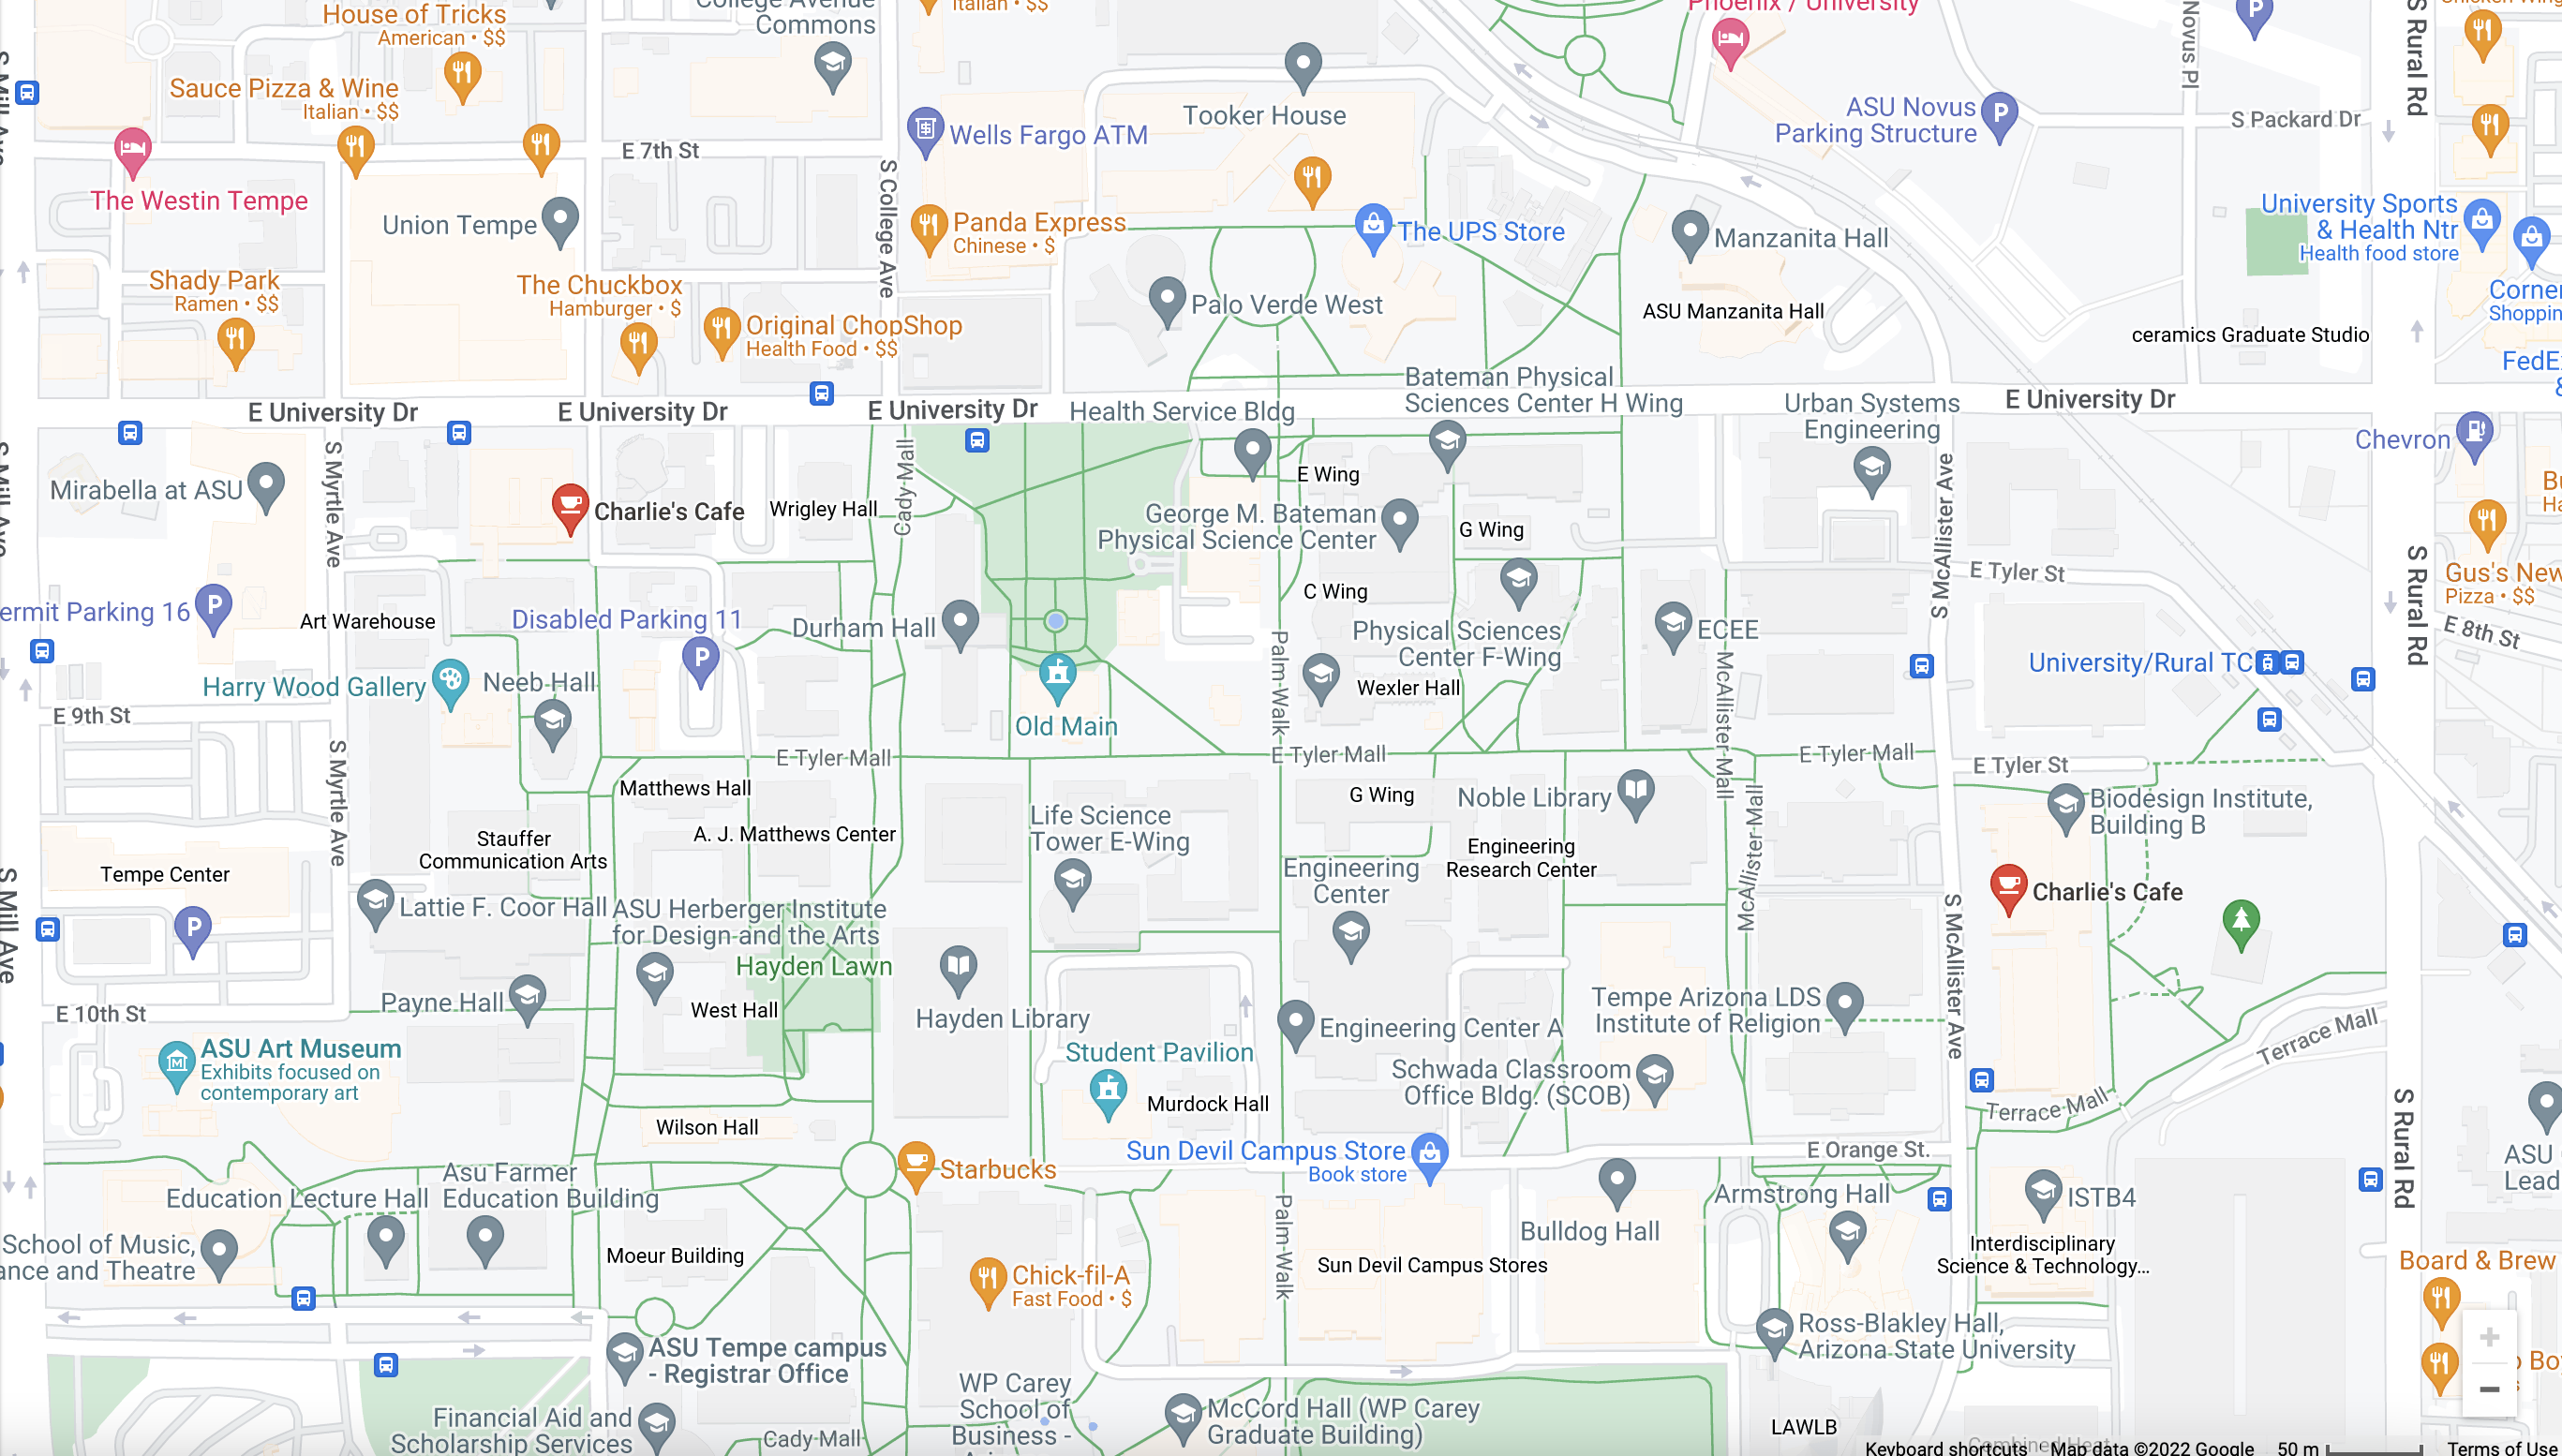 House of Tricks
American • $$
College Avenue
Commons
Italian • $$
Phoenix / University
Novus Pl
S Rural Rd
Sauce Pizza & Wine
Italian • $$
Tooker House
ASU Novus
Parking Structure
S Packard Dr
Wells Fargo ATM
E 7th St
The Westin Tempe
Union Tempe
S College Ave
Panda Express
Chinese • $
The UPS Store
Manzanita Hall
University Sports
& Health Ntr
Health food store
Shady Park
Ramen • $$
The Chuckbox
Hamburger • $
Original ChopShop
Health Food • $$
Palo Verde West
ASU Manzanita Hall
ceramics Graduate Studio
Corner
Shoppin
FedEx
E University Dr
E University Dr
E University Dr
Health Service Bldg
Bateman Physical
Sciences Center H Wing
Urban Systems
Engineering
E University Dr
Chevron
S Mill Ave
Mirabella at ASU
S Myrtle Ave
Charlie's Cafe
Wrigley Hall
Cady Mall
E Wing
George M. Bateman
Physical Science Center
G Wing
S McAllister Ave
E Tyler St
S Rural Rd
Gus's New
Pizza • $$
E 8th St
ermit Parking 16
Art Warehouse
Disabled Parking 11
Durham Hall
C Wing
Physical Sciences
Center F-Wing
ECEE
Palm Walk
McAllister Mall
University/Rural TC
Harry Wood Gallery
Neeb Hall
Wexler Hall
Old Main
E 9th St
E Tyler Mall
E Tyler Mall
E Tyler Mall
E Tyler St
S Myrtle Ave
Matthews Hall
G Wing
Noble Library
Biodesign Institute,
Building B
Life Science
Tower E-Wing
A. J. Matthews Center
Stauffer
Communication Arts
Engineering
Research Center
McAllister Mall
Tempe Center
Engineering
Center
Charlie's Cafe
S Mill Ave
Lattie F. Coor Hall
ASU Herberger Institute
for Design and the Arts
Hayden Lawn
S McAllister Ave
Payne Hall
West Hall
Hayden Library
Engineering Center A
Tempe Arizona LDS
Institute of Religion
E 10th St
Terrace Mall
ASU Art Museum
Exhibits focused on
contemporary art
Student Pavilion
Murdock Hall
Schwada Classroom
Office Bldg. (SCOB)
Terrace Mall
S Rural Rd
Wilson Hall
Sun Devil Campus Store
Book store
E Orange St.
Starbucks
Asu Farmer
Education Building
Education Lecture Hall
Armstrong Hall
ISTB4
ASU
Lead
School of Music,
ance and Theatre
Moeur Building
Palm Walk
Bulldog Hall
Interdisciplinary
Science & Technology...
Sun Devil Campus Stores
Board & Brew
Chick-fil-A
Fast Food • $
ASU Tempe campus
- Registrar Office
Ross-Blakley Hall,
Arizona State University
WP Carey
School of
Business -
McCord Hall (WP Carey
Graduate Building)
Financial Aid and
Scholarship Services
Cady Mall
LAWLB
Keyboard shortcuts
Map data ©2022 Google
50 m
Terms of Use